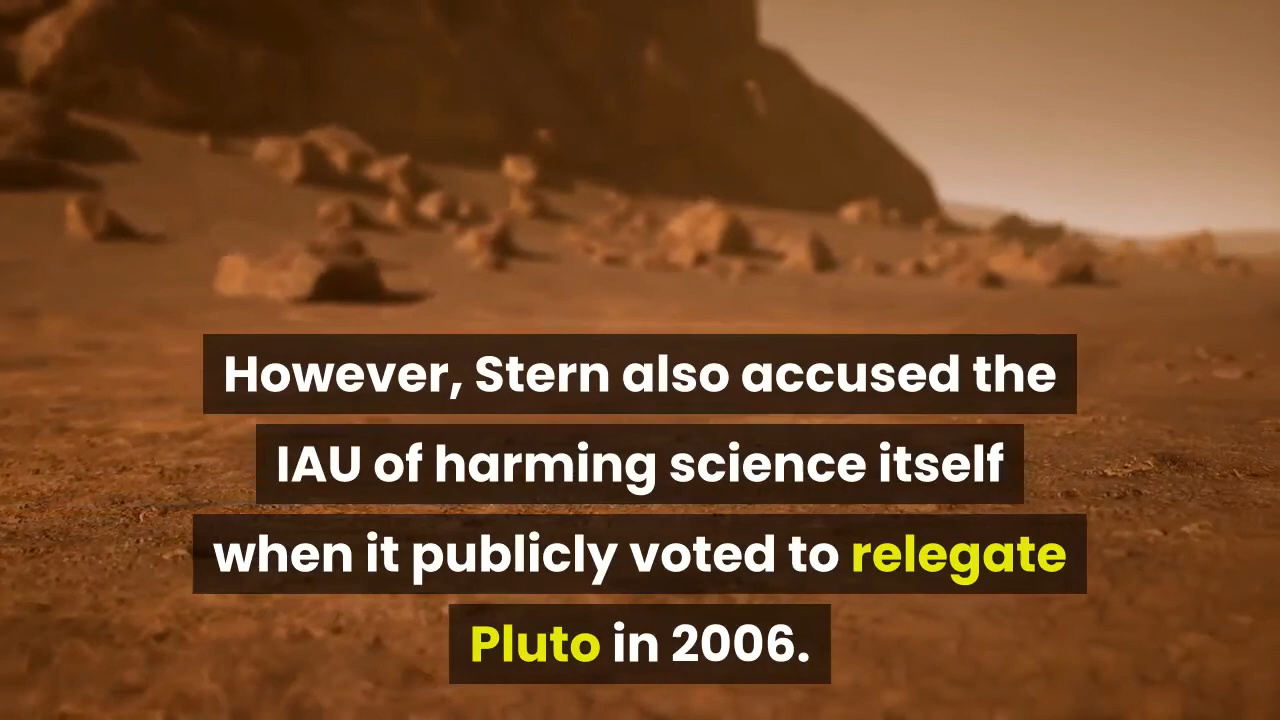 However, Stern also accused the
IAU of harming science itself
when it publicly voted to relegate
Pluto in 2006.